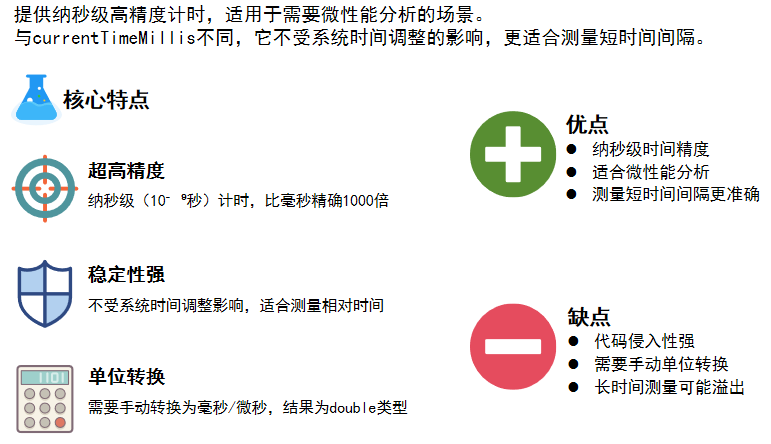 提供纳秒级高精度计时，适用于需要微性能分析的场景。
与currentTimeMillis不同，它不受系统时间调整的影响，更适合测量短时间间隔。
核心特点
超高精度
纳秒级（10⁻ ⁹秒）计时，比毫秒精确1000倍
稳定性强
不受系统时间调整影响，适合测量相对时间
1101
单位转换
需要手动转换为毫秒/微秒，结果为double类型
优点
● 纳秒级时间精度
● 适合微性能分析
● 测量短时间间隔更准确
缺点
● 代码侵入性强
● 需要手动单位转换
● 长时间测量可能溢出